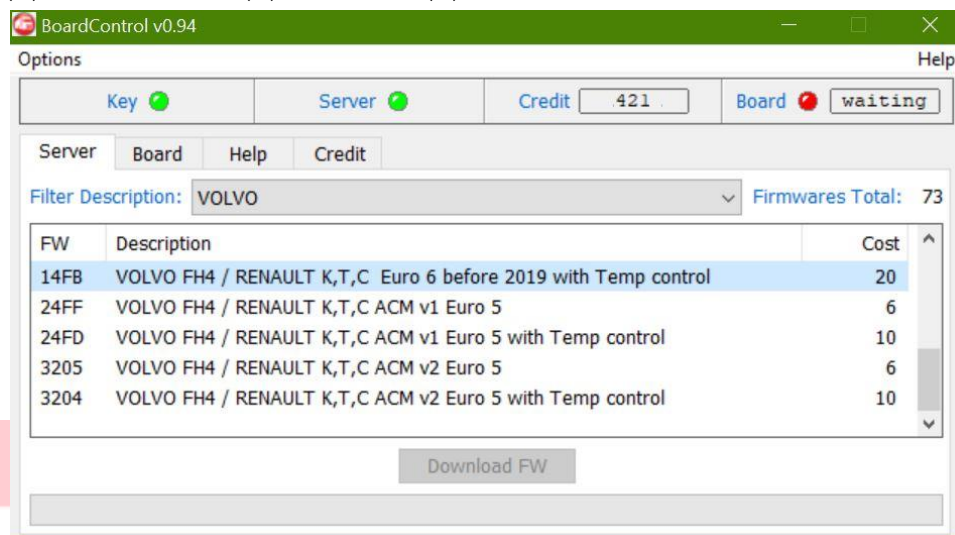 BoardControl v0.94
Options Help
Key Server Credit 421 Board waiting
Server Board Help Credit
Filter Description: VOLVO Firmwares Total: 73
FW Description Cost
14FB VOLVO FH4 / RENAULT K,T,C Euro 6 before 2019 with Temp control 20
24FF VOLVO FH4 / RENAULT K,T,C ACM v1 Euro 5 6
24FD VOLVO FH4 / RENAULT K,T,C ACM v1 Euro 5 with Temp control 10
3205 VOLVO FH4 / RENAULT K,T,C ACM v2 Euro 5 6
3204 VOLVO FH4 / RENAULT K,T,C ACM v2 Euro 5 with Temp control 10
Download FW